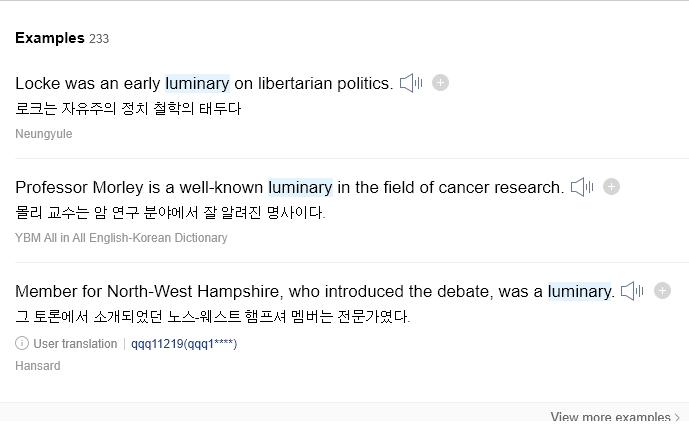 Examples 233
Locke was an early luminary on libertarian politics.
로크는 자유주의 정치 철학의 태두다
Neungyule
Professor Morley is a well-known luminary in the field of cancer research.
몰리 교수는 암 연구 분야에서 잘 알려진 명사이다.
YBM All in All English-Korean Dictionary
Member for North-West Hampshire, who introduced the debate, was a luminary.
그 토론에서 소개되었던 노스-웨스트 햄프셔 멤버는 전문가였다.
User translation | qqq11219(qqq1****)
Hansard
View more examples